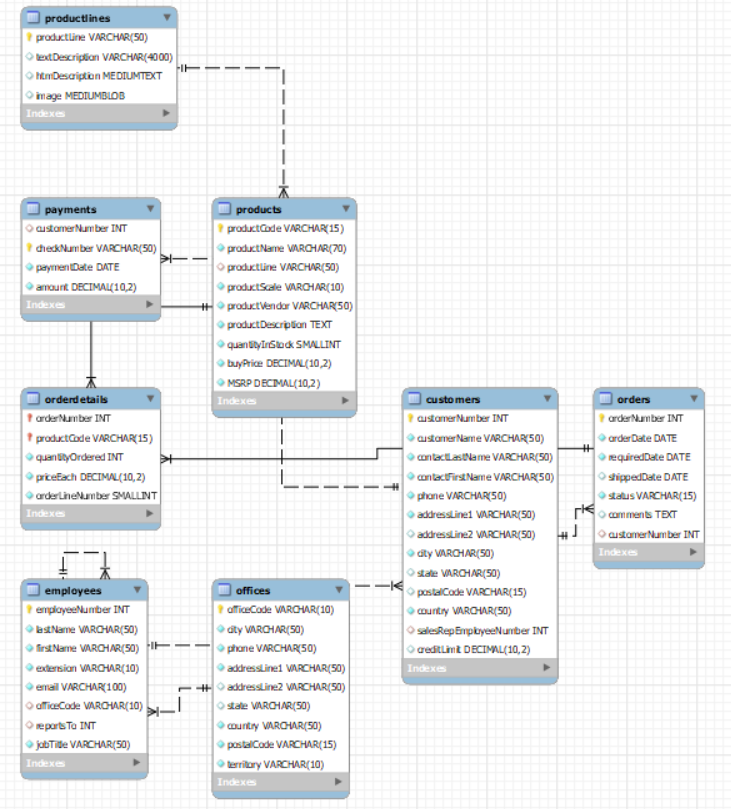 productlines
productLine VARCHAR(50)
textDescription VARCHAR(4000)
htmlDescription MEDIUMTEXT
image MEDIUMBLOB
Indexes
payments
customerNumber INT
checkNumber VARCHAR(50)
paymentDate DATE
amount DECIMAL(10,2)
Indexes
products
productCode VARCHAR(15)
productName VARCHAR(70)
productLine VARCHAR(50)
productScale VARCHAR(10)
productVendor VARCHAR(50)
productDescription TEXT
quantityInStock SMALLINT
buyPrice DECIMAL(10,2)
MSRP DECIMAL(10,2)
Indexes
orderdetails
orderNumber INT
productCode VARCHAR(15)
quantityOrdered INT
priceEach DECIMAL(10,2)
orderLineNumber SMALLINT
Indexes
customers
customerNumber INT
customerName VARCHAR(50)
contactLastName VARCHAR(50)
contactFirstName VARCHAR(50)
phone VARCHAR(50)
addressLine1 VARCHAR(50)
addressLine2 VARCHAR(50)
city VARCHAR(50)
state VARCHAR(50)
postalCode VARCHAR(15)
country VARCHAR(50)
salesRepEmployeeNumber INT
creditLimit DECIMAL(10,2)
Indexes
orders
orderNumber INT
orderDate DATE
requiredDate DATE
shippedDate DATE
status VARCHAR(15)
comments TEXT
customerNumber INT
Indexes
employees
employeeNumber INT
lastName VARCHAR(50)
firstName VARCHAR(50)
extension VARCHAR(10)
email VARCHAR(100)
officeCode VARCHAR(10)
reportsTo INT
jobTitle VARCHAR(50)
Indexes
offices
officeCode VARCHAR(10)
city VARCHAR(50)
phone VARCHAR(50)
addressLine1 VARCHAR(50)
addressLine2 VARCHAR(50)
state VARCHAR(50)
country VARCHAR(50)
postalCode VARCHAR(15)
territory VARCHAR(10)
Indexes